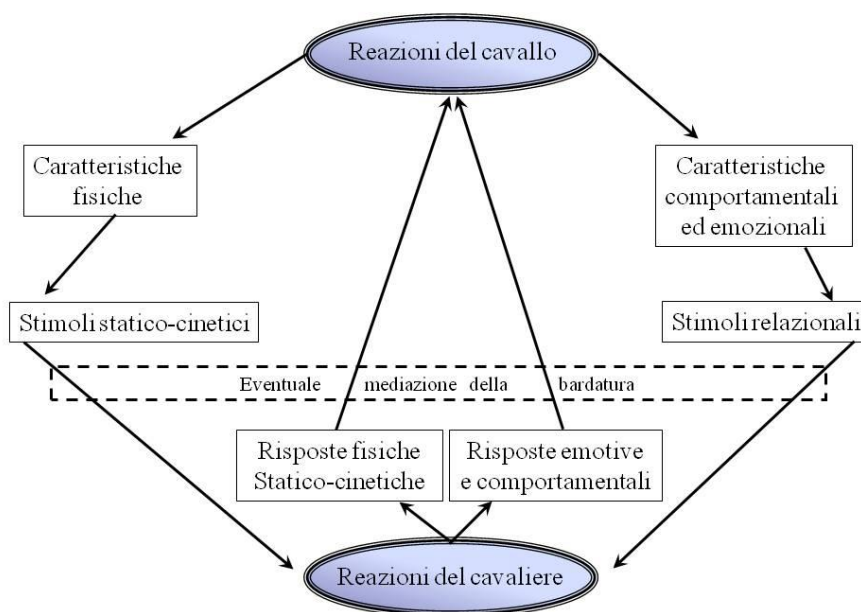 Reazioni del cavallo
Caratteristiche
fisiche
Caratteristiche
comportamentali
ed emozionali
Stimoli statico-cinetici
Stimoli relazionali
Eventuale mediazione della bardatura
Risposte fisiche
Statico-cinetiche
Risposte emotive
e comportamentali
Reazioni del cavaliere